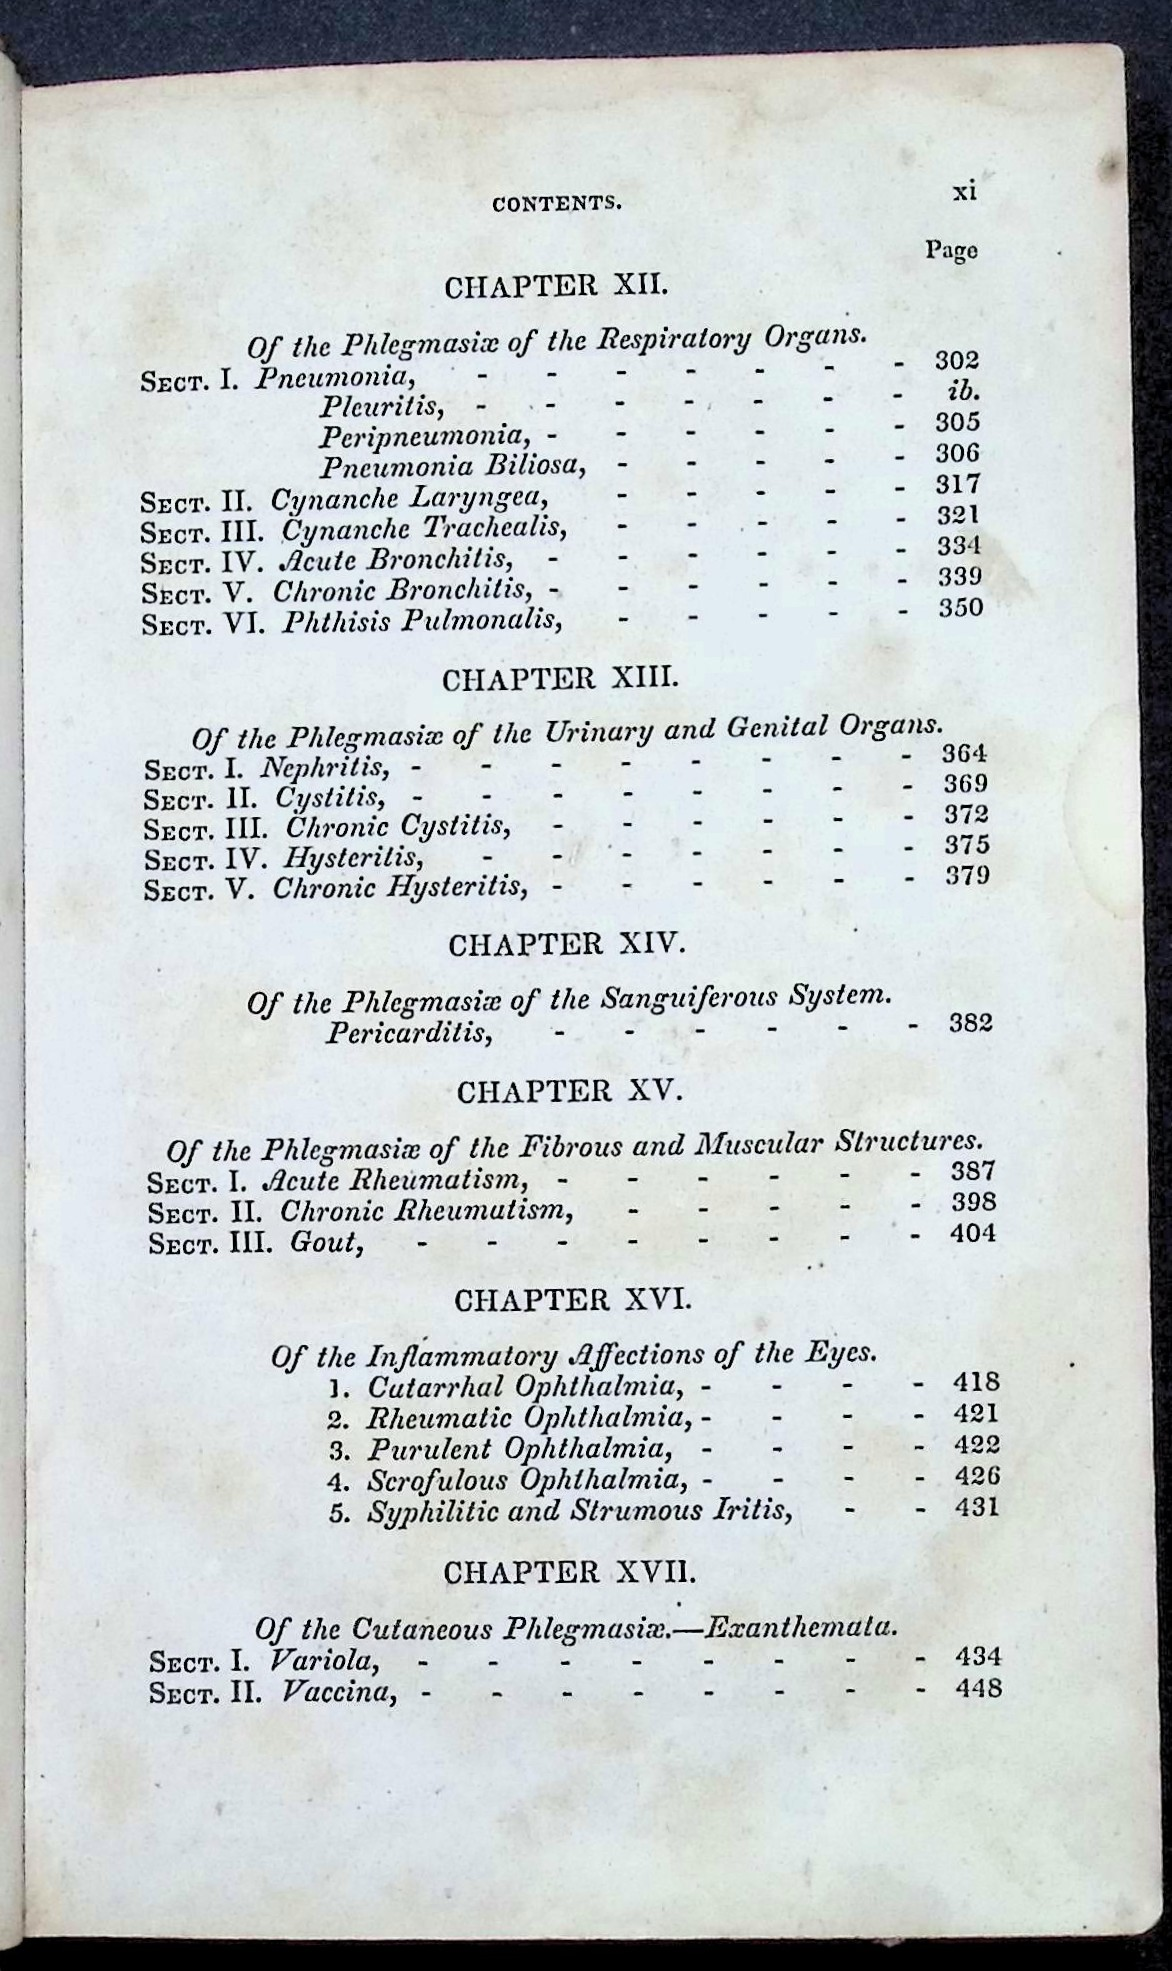 CONTENTS. xi
Page
CHAPTER XII.
Of the Phlegmasiæ of the Respiratory Organs.
SECT. I. Pneumonia, - - - - - - - 302
Pleuritis, - - - - - - - ib.
Peripneumonia, - - - - - - 305
Pneumonia Biliosa, - - - - - 306
SECT. II. Cynanche Laryngea, - - - - - 317
SECT. III. Cynanche Trachealis, - - - - - 321
SECT. IV. Acute Bronchitis, - - - - - - 334
SECT. V. Chronic Bronchitis, - - - - - - 339
SECT. VI. Phthisis Pulmonalis, - - - - - 350
CHAPTER XIII.
Of the Phlegmasiæ of the Urinary and Genital Organs.
SECT. I. Nephritis, - - - - - - - - 364
SECT. II. Cystitis, - - - - - - - - 369
SECT. III. Chronic Cystitis, - - - - - - 372
SECT. IV. Hysteritis, - - - - - - - 375
SECT. V. Chronic Hysteritis, - - - - - - 379
CHAPTER XIV.
Of the Phlegmasiæ of the Sanguiferous System.
Pericarditis, - - - - - - 382
CHAPTER XV.
Of the Phlegmasiæ of the Fibrous and Muscular Structures.
SECT. I. Acute Rheumatism, - - - - - - 387
SECT. II. Chronic Rheumatism, - - - - - 398
SECT. III. Gout, - - - - - - - - 404
CHAPTER XVI.
Of the Inflammatory Affections of the Eyes.
1. Catarrhal Ophthalmia, - - - - 418
2. Rheumatic Ophthalmia, - - - - 421
3. Purulent Ophthalmia, - - - - 422
4. Scrofulous Ophthalmia, - - - - 426
5. Syphilitic and Strumous Iritis, - - 431
CHAPTER XVII.
Of the Cutaneous Phlegmasiæ.—Exanthemata.
SECT. I. Variola, - - - - - - - - 434
SECT. II. Vaccina, - - - - - - - - 448